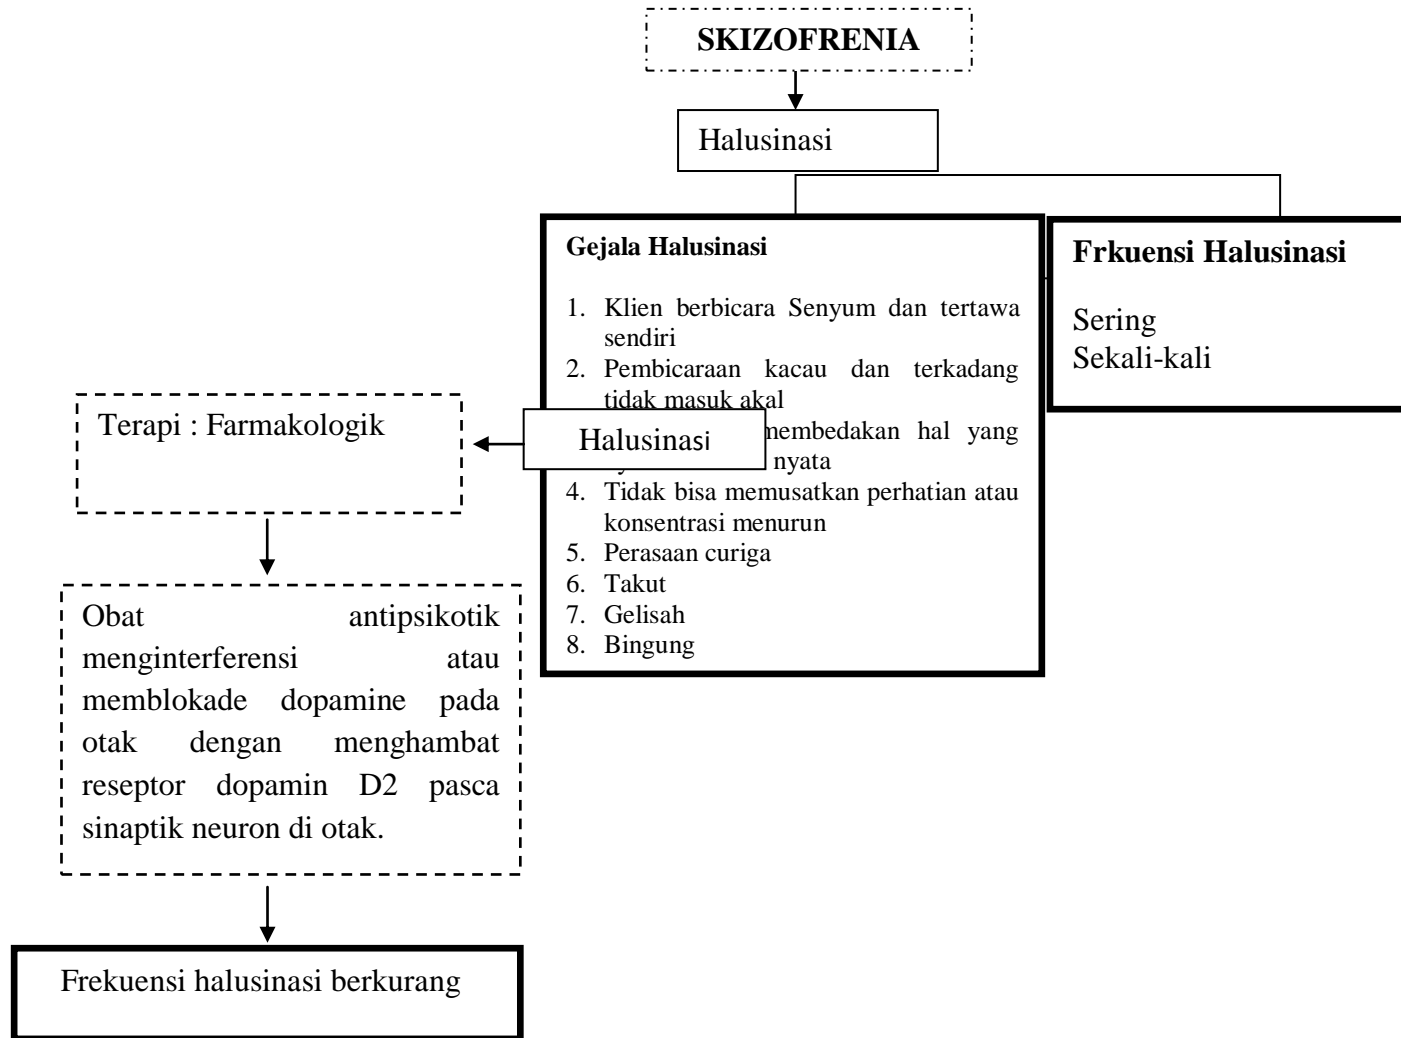 SKIZOFRENIA
Halusinasi
Gejala Halusinasi
1. Klien berbicara Senyum dan tertawa
sendiri
2. Pembicaraan kacau dan terkadang
tidak masuk akal
membedakan hal yang
nyata
4. Tidak bisa memusatkan perhatian atau
konsentrasi menurun
5. Perasaan curiga
6. Takut
7. Gelisah
8. Bingung
Frkuensi Halusinasi
Sering
Sekali-kali
Halusinasi
Terapi : Farmakologik
Obat antipsikotik
menginterferensi atau
memblokade dopamine pada
otak dengan menghambat
reseptor dopamin D2 pasca
sinaptik neuron di otak.
Frekuensi halusinasi berkurang